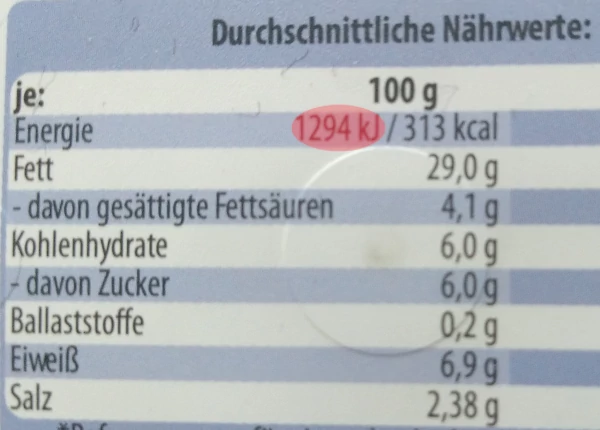 Durchschnittliche Nährwerte:
je: 100 g
Energie 1294 kJ / 313 kcal
Fett 29,0 g
- davon gesättigte Fettsäuren 4,1 g
Kohlenhydrate 6,0 g
- davon Zucker 6,0 g
Ballaststoffe 0,2 g
Eiweiß 6,9 g
Salz 2,38 g